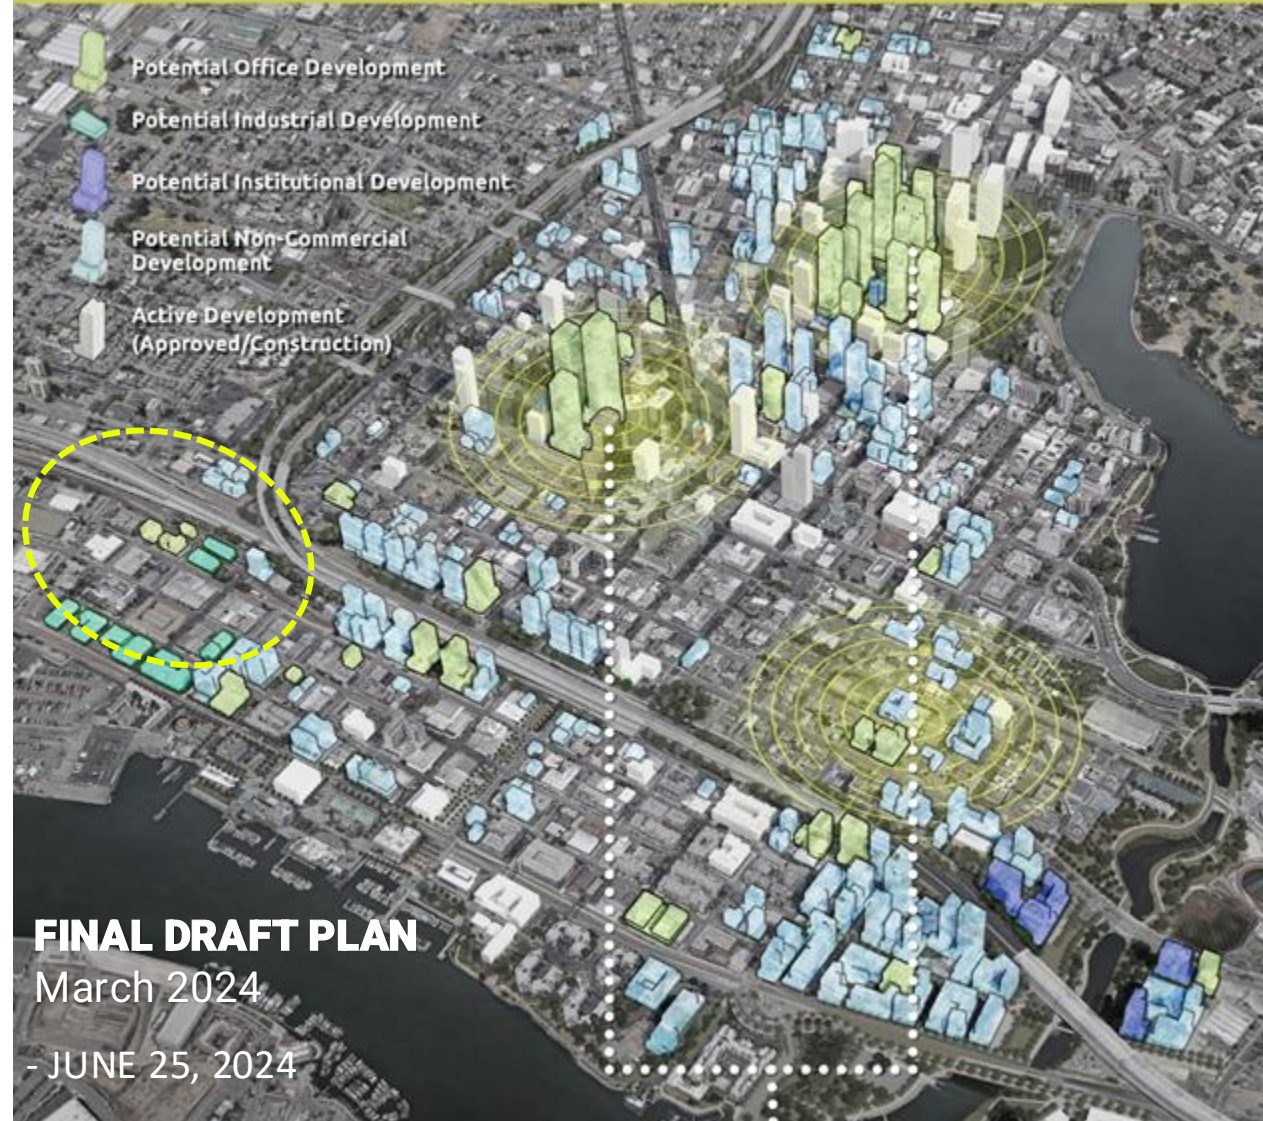 Potential Office Development
Potential Industrial Development
Potential Institutional Development
Potential Non-Commercial
Development
Active Development
(Approved/Construction)
FINAL DRAFT PLAN
March 2024
- JUNE 25, 2024